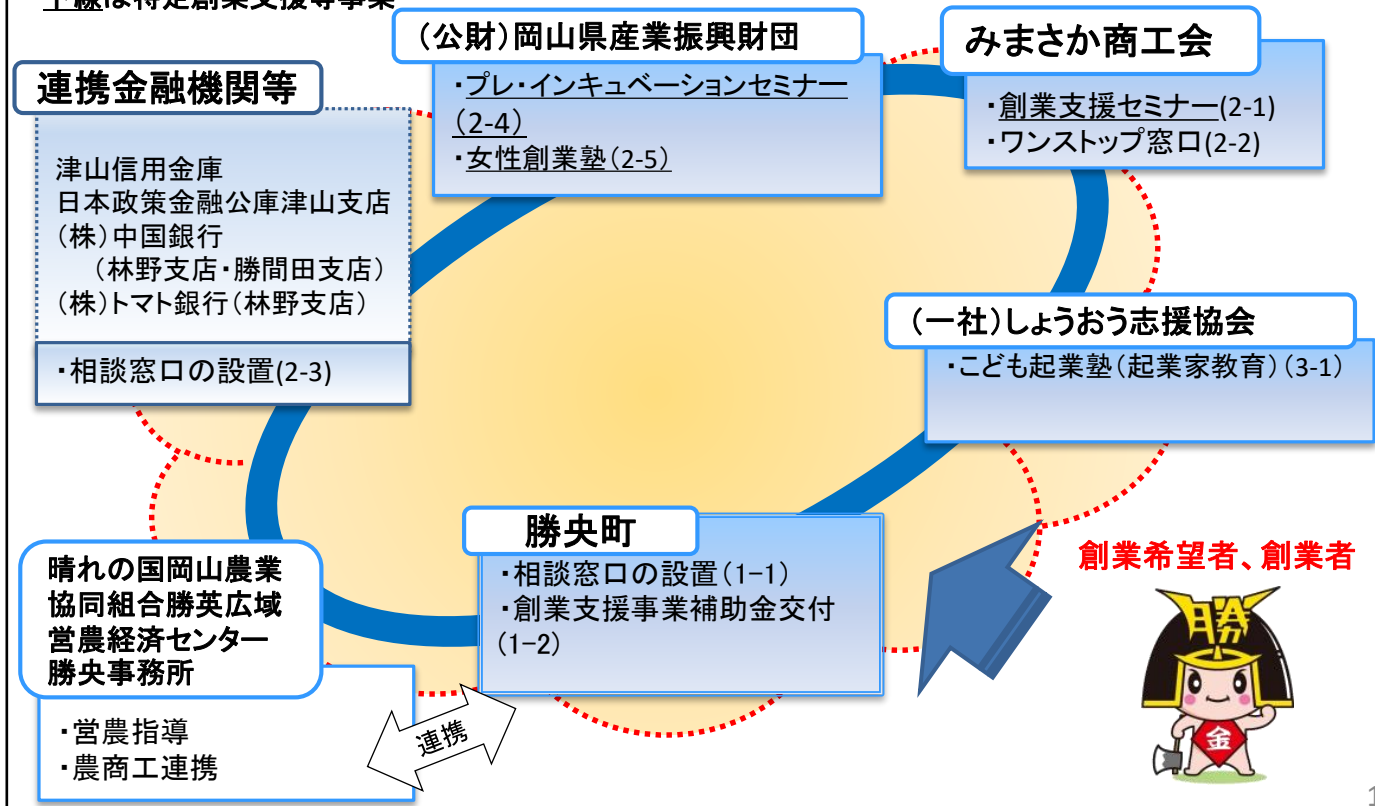 下線は特定創業支援等事業
(公財)岡山県産業振興財団
・プレ・インキュベーションセミナー
(2-4)
・女性創業塾(2-5)
みまさか商工会
・創業支援セミナー(2-1)
・ワンストップ窓口(2-2)
連携金融機関等
津山信用金庫
日本政策金融公庫津山支店
(株)中国銀行
(林野支店・勝間田支店)
(株)トマト銀行(林野支店)
・相談窓口の設置(2-3)
(一社)しょうおう志援協会
・こども起業塾(起業家教育)(3-1)
勝央町
・相談窓口の設置(1-1)
・創業支援事業補助金交付
(1-2)
晴れの国岡山農業
協同組合勝英広域
営農経済センター
勝央事務所
・営農指導
・農商工連携
連携
創業希望者、創業者
勝
金
1